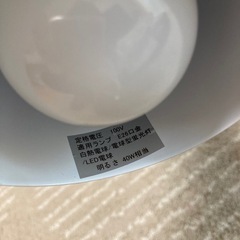 定格電圧 100V
適用ランプ E26口金
白熱電球/電球型蛍光灯
/LED電球
明るさ 40W相当